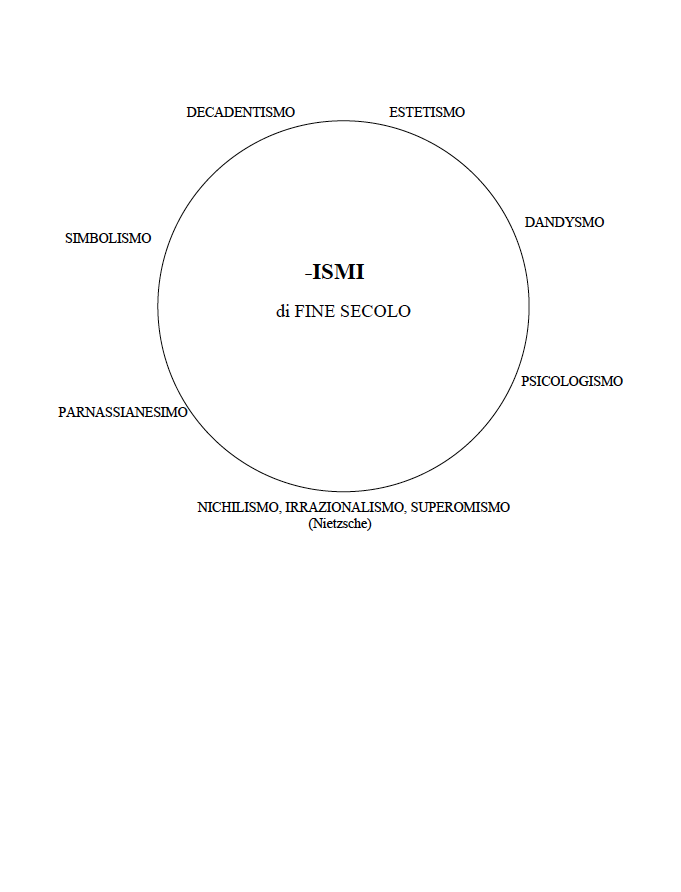 DECADENTISMO
ESTETISMO
DANDYSMO
SIMBOLISMO
-ISMI
di FINE SECOLO
PSICOLOGISMO
PARNASSIANESIMO
NICHILISMO, IRRAZIONALISMO, SUPEROMISMO
(Nietzsche)